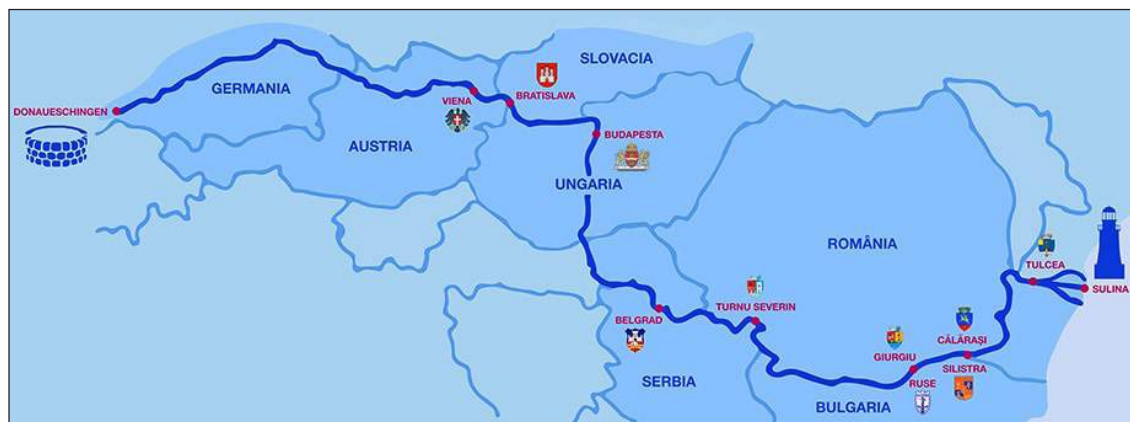 SLOVACIA
GERMANIA
DONAUESCHINGEN
VIENA
BRATISLAVA
BUDAPESTA
AUSTRIA
UNGARIA
ROMÂNIA
TULCEA
SULINA
TURNU SEVERIN
BELGRAD
CĂLĂRAȘI
GIURGIU
SILISTRA
SERBIA
RUSE
BULGARIA